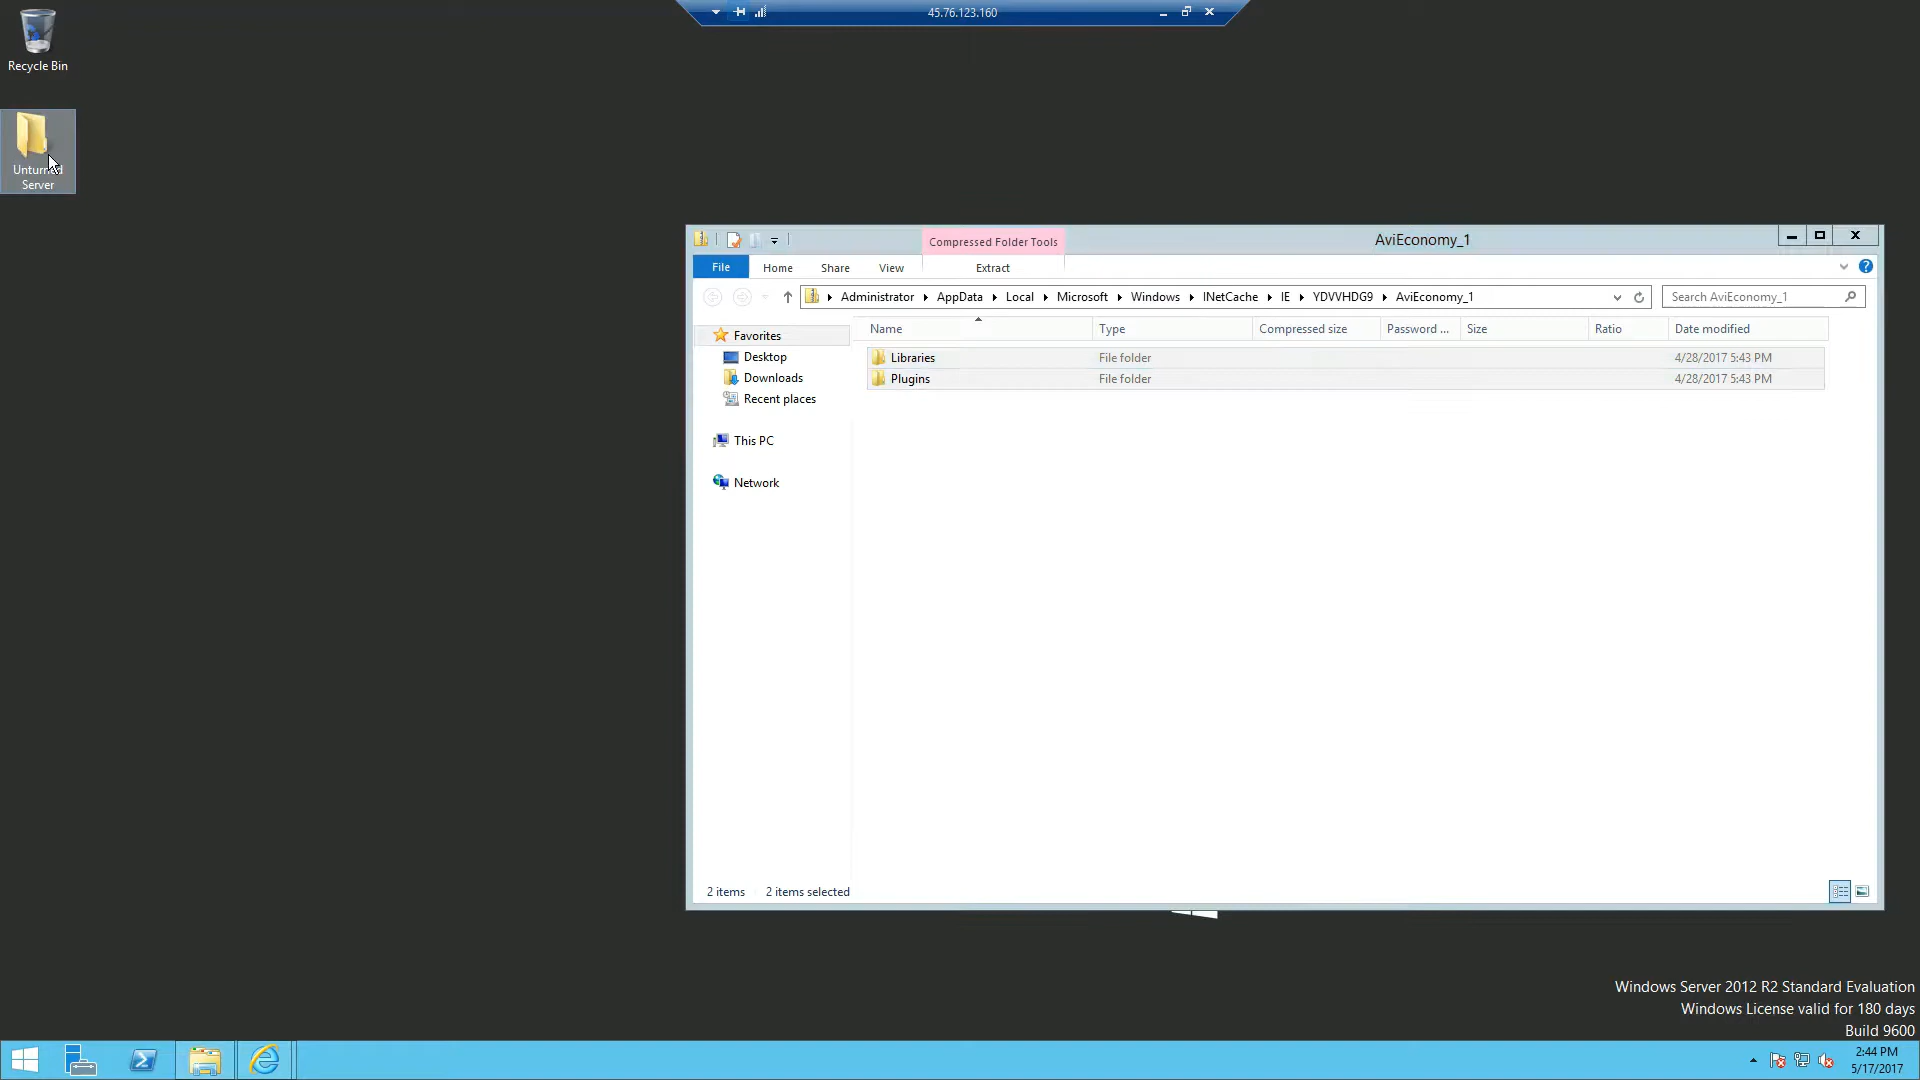 45.76.123.160
Recycle Bin
Unturned
Server
Compressed Folder Tools
AviEconomy_1
File
Home
Share
View
Extract
Administrator
AppData
Local
Microsoft
Windows
INetCache
IE
YDVVHDG9
AviEconomy_1
Search AviEconomy_1
Favorites
Desktop
Downloads
Recent places
This PC
Network
Name
Type
Compressed size
Password ...
Size
Ratio
Date modified
Libraries
File folder
4/28/2017 5:43 PM
Plugins
File folder
4/28/2017 5:43 PM
2 items
2 items selected
Windows Server 2012 R2 Standard Evaluation
Windows License valid for 180 days
Build 9600
2:44 PM
5/17/2017